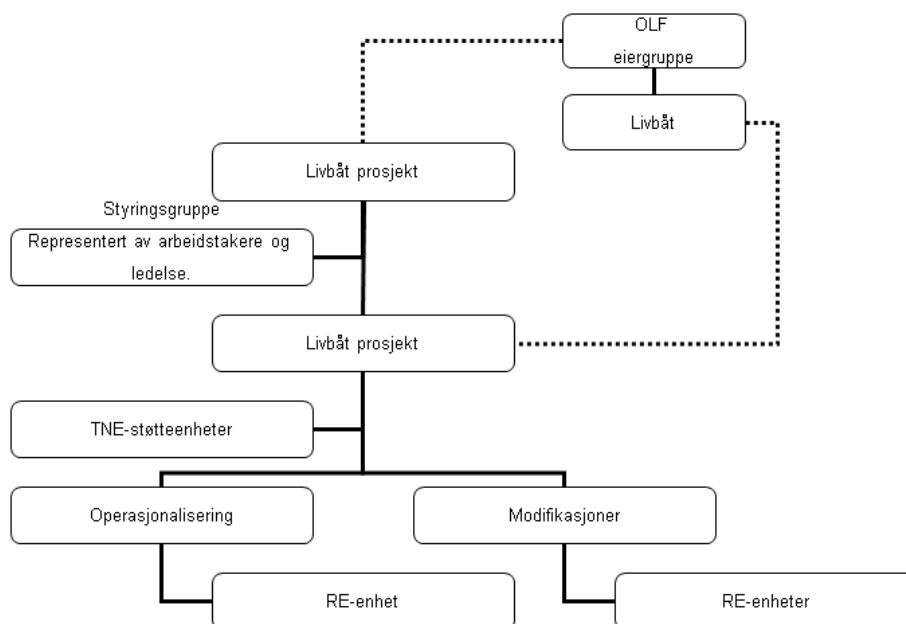 OLF
eiergruppe
Livbåt
Livbåt prosjekt
Styringsgruppe
Representert av arbeidstakere og
ledelse.
Livbåt prosjekt
TNE-støtteenheter
Operasjonalisering
Modifikasjoner
RE-enhet
RE-enheter